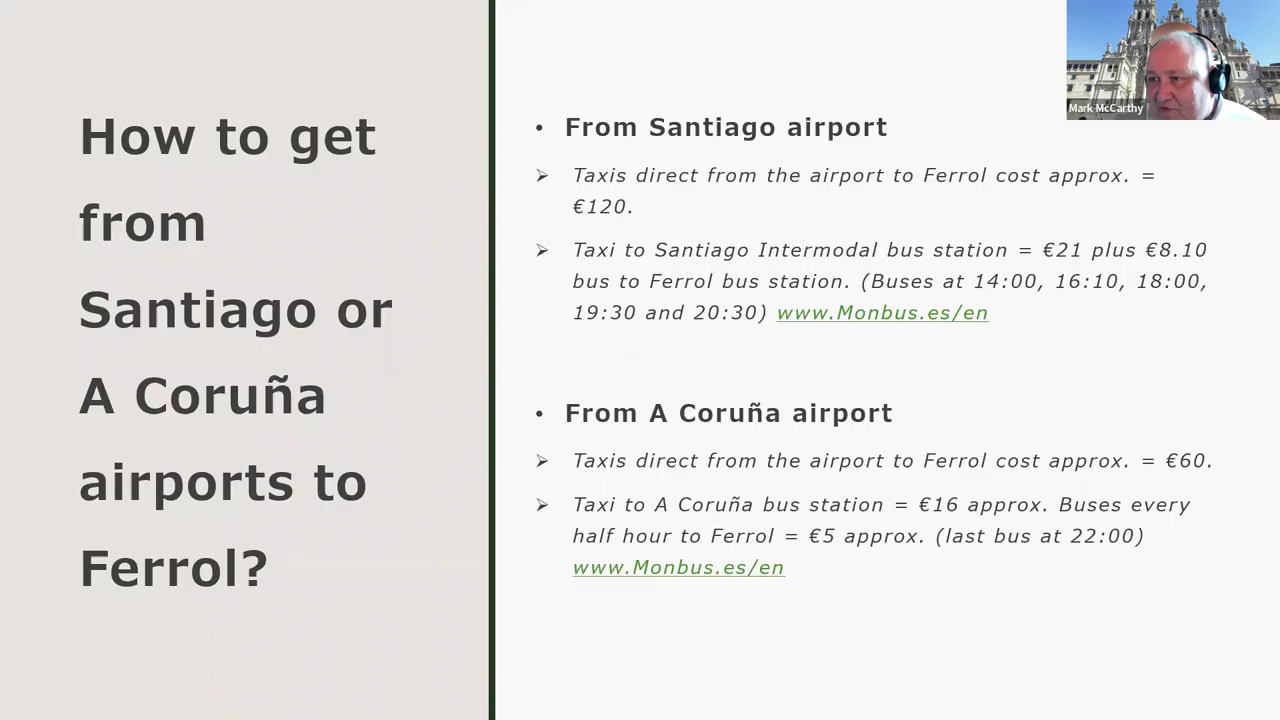 How to get
from
Santiago or
A Coruña
airports to
Ferrol?
• From Santiago airport
➢ Taxis direct from the airport to Ferrol cost approx. =
€120.
➢ Taxi to Santiago Intermodal bus station = €21 plus €8.10
bus to Ferrol bus station. (Buses at 14:00, 16:10, 18:00,
19:30 and 20:30) www.Monbus.es/en
• From A Coruña airport
➢ Taxis direct from the airport to Ferrol cost approx. = €60.
➢ Taxi to A Coruña bus station = €16 approx. Buses every
half hour to Ferrol = €5 approx. (last bus at 22:00)
www.Monbus.es/en
Mark McCarthy